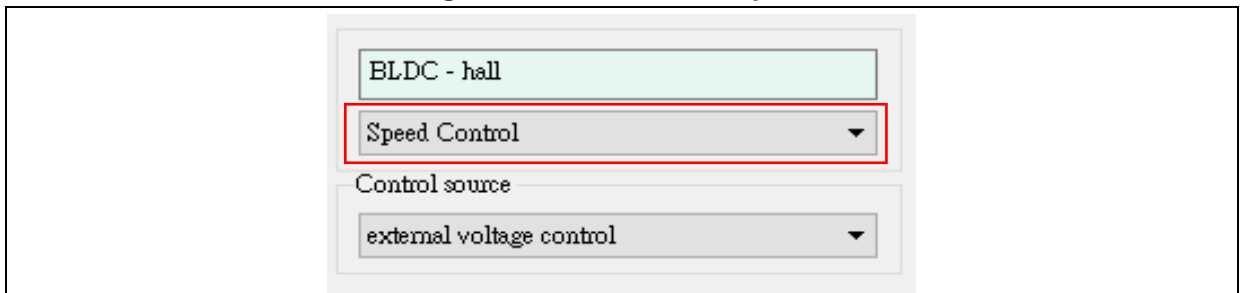 BLDC - hall
Speed Control
Control source
external voltage control